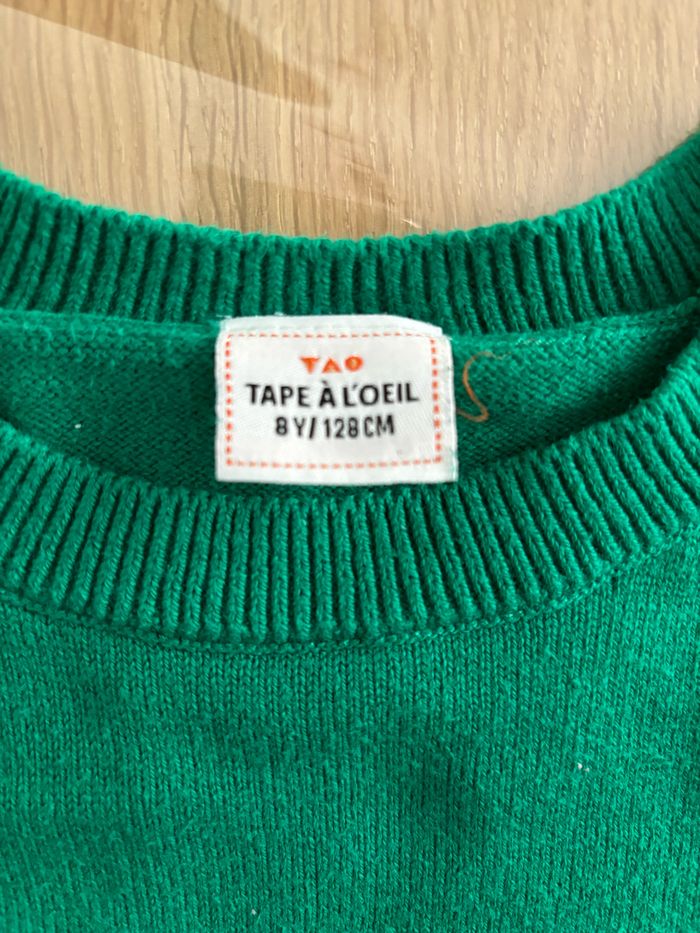 TAO
TAPE À L'OEIL
8Y/128CM